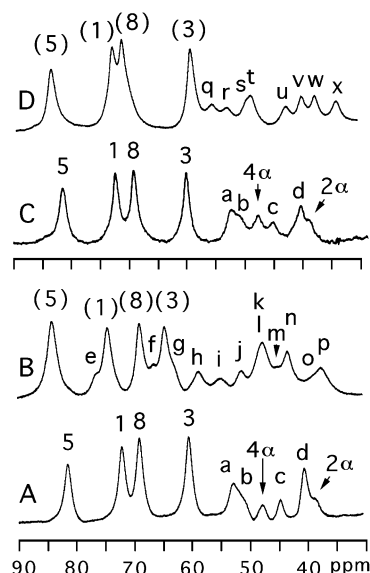 (5) (1) (8) (3)
D q r s t u v w x
5 1 8 3 4α 2α
C a b c d
(5) (1) (8) (3) k
B e f g h i j l m n o p
5 1 8 3 4α 2α
A a b c d
90 80 70 60 50 40 ppm